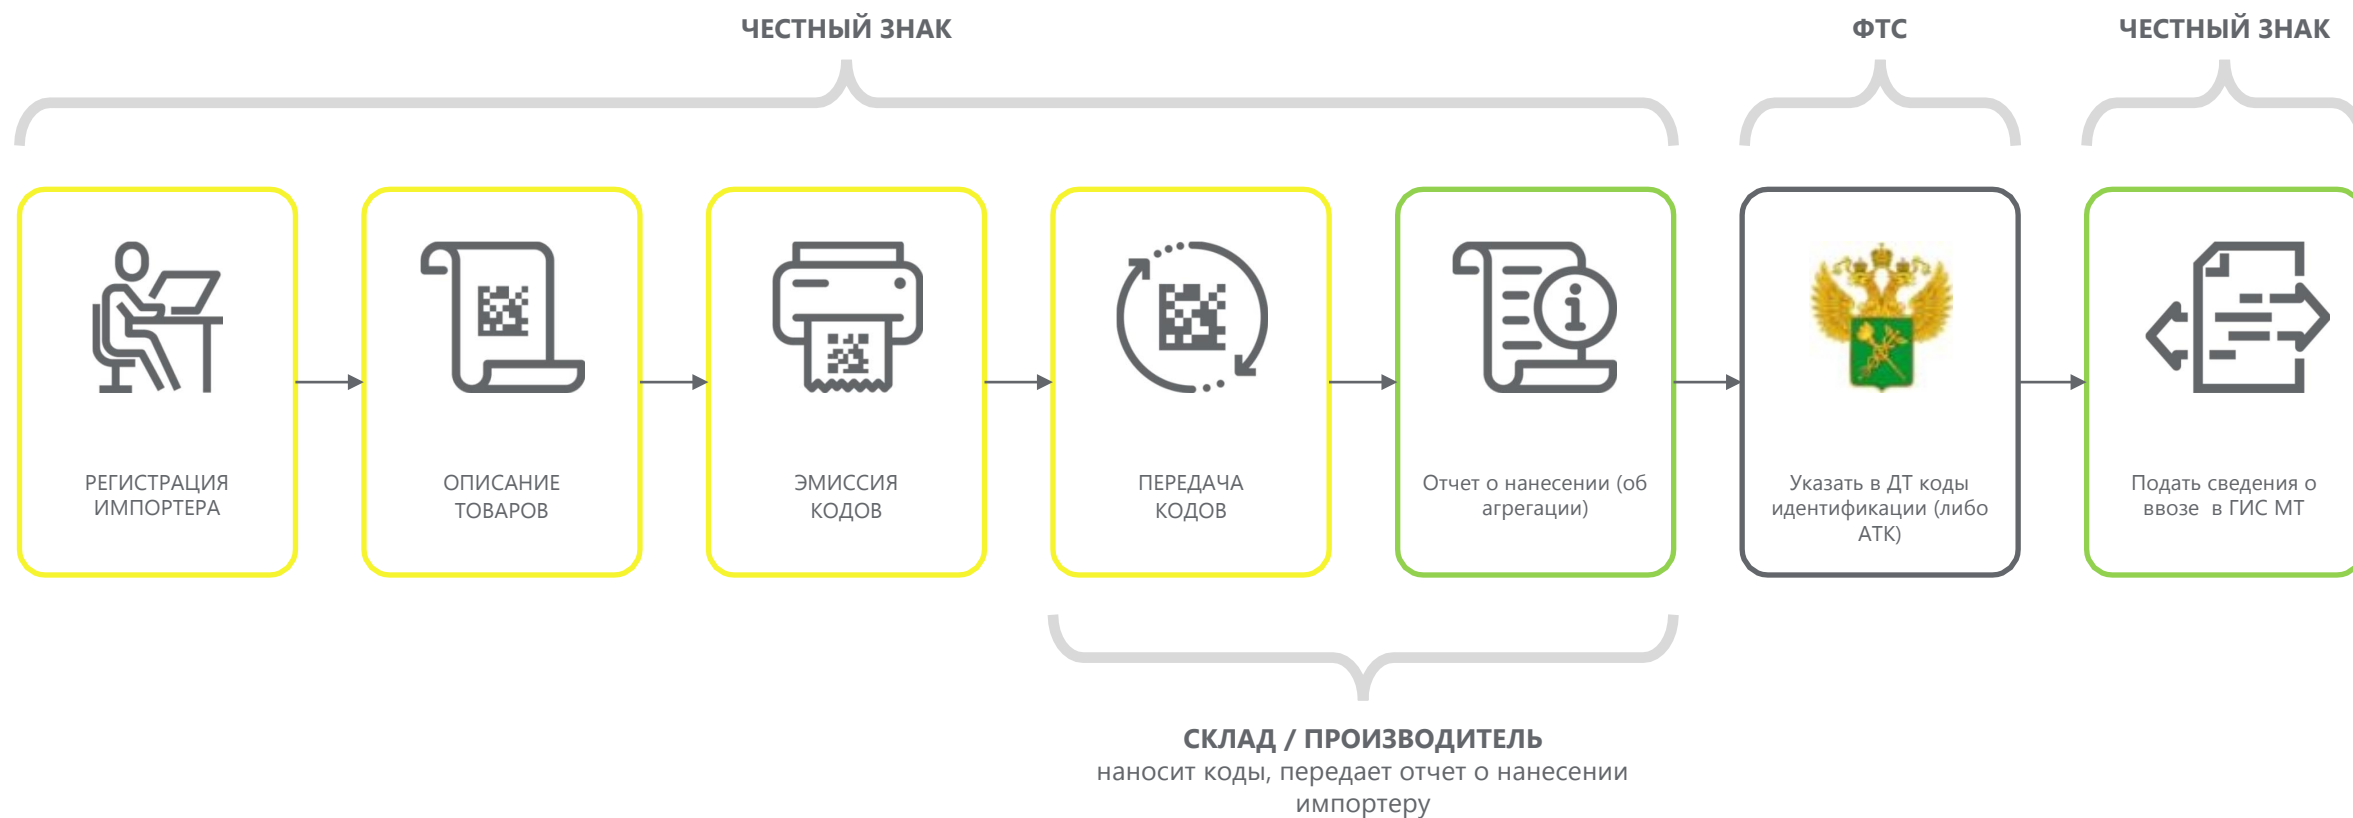 ЧЕСТНЫЙ ЗНАК
ФТС
ЧЕСТНЫЙ ЗНАК
РЕГИСТРАЦИЯ
ИМПОРТЕРА
ОПИСАНИЕ
ТОВАРОВ
ЭМИССИЯ
КОДОВ
ПЕРЕДАЧА
КОДОВ
Отчет о нанесении (об
агрегации)
Указать в ДТ коды
идентификации (либо
АТК)
Подать сведения о
ввозе в ГИС МТ
СКЛАД / ПРОИЗВОДИТЕЛЬ
наносит коды, передает отчет о нанесении
импортеру